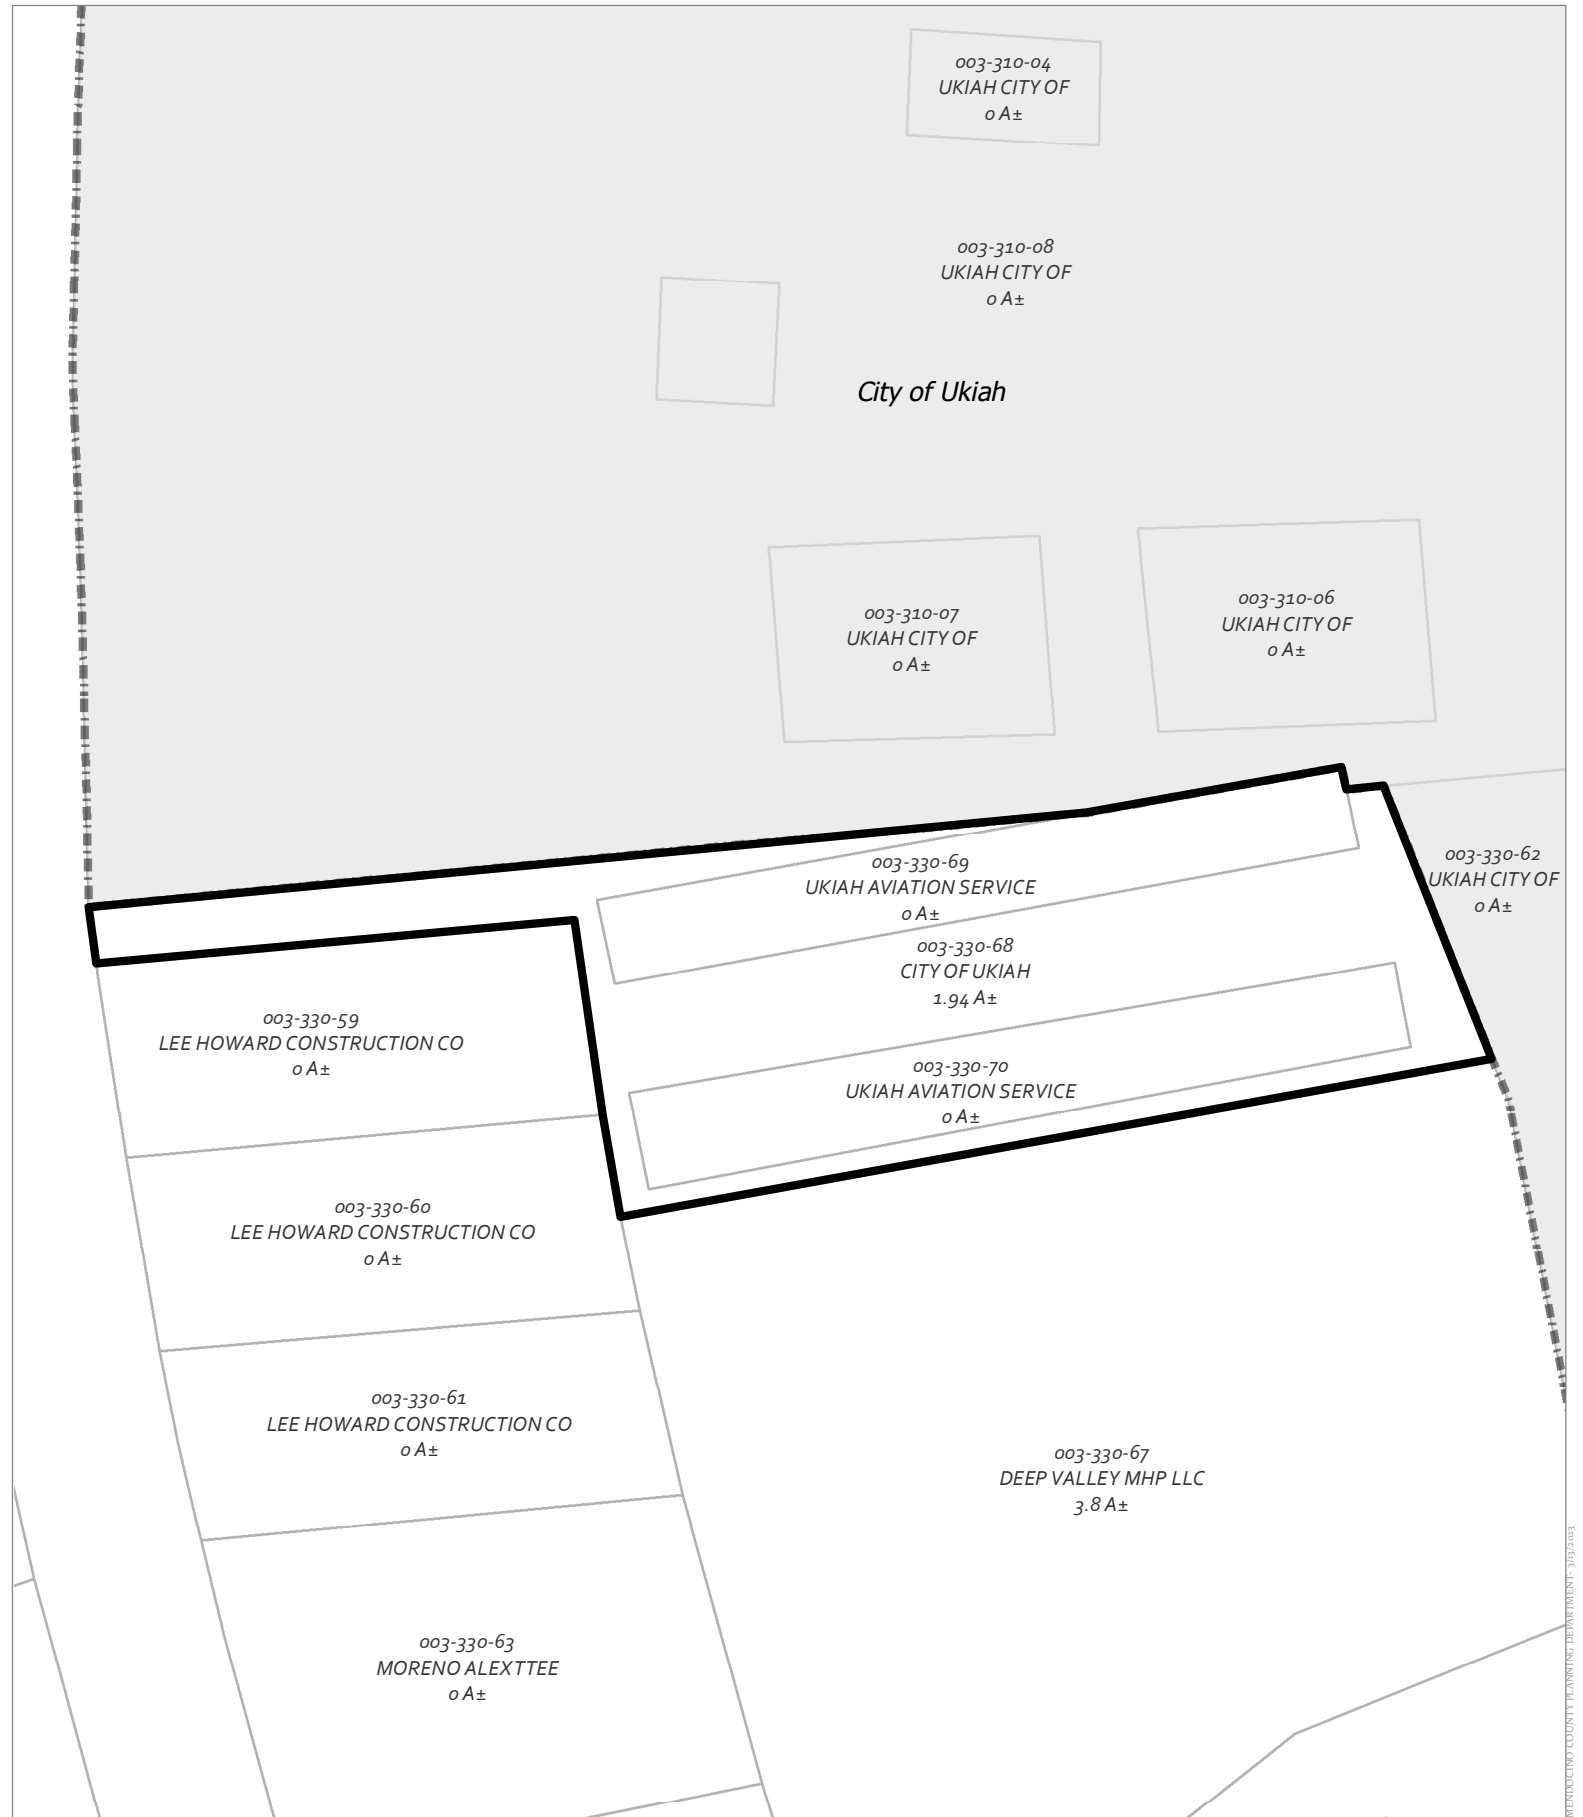 003-310-04
UKIAH CITY OF
0 A±
003-310-08
UKIAH CITY OF
0 A±
City of Ukiah
003-310-07
UKIAH CITY OF
0 A±
003-310-06
UKIAH CITY OF
0 A±
003-330-69
UKIAH AVIATION SERVICE
0 A±
003-330-62
UKIAH CITY OF
0 A±
003-330-68
CITY OF UKIAH
1.94 A±
003-330-59
LEE HOWARD CONSTRUCTION CO
0 A±
003-330-70
UKIAH AVIATION SERVICE
0 A±
003-330-60
LEE HOWARD CONSTRUCTION CO
0 A±
003-330-61
LEE HOWARD CONSTRUCTION CO
0 A±
003-330-67
DEEP VALLEY MHP LLC
3.8 A±
003-330-63
MORENO ALEX TTEE
0 A±
MENDOCINO COUNTY PLANNING DEPARTMENT- 3/13/2023